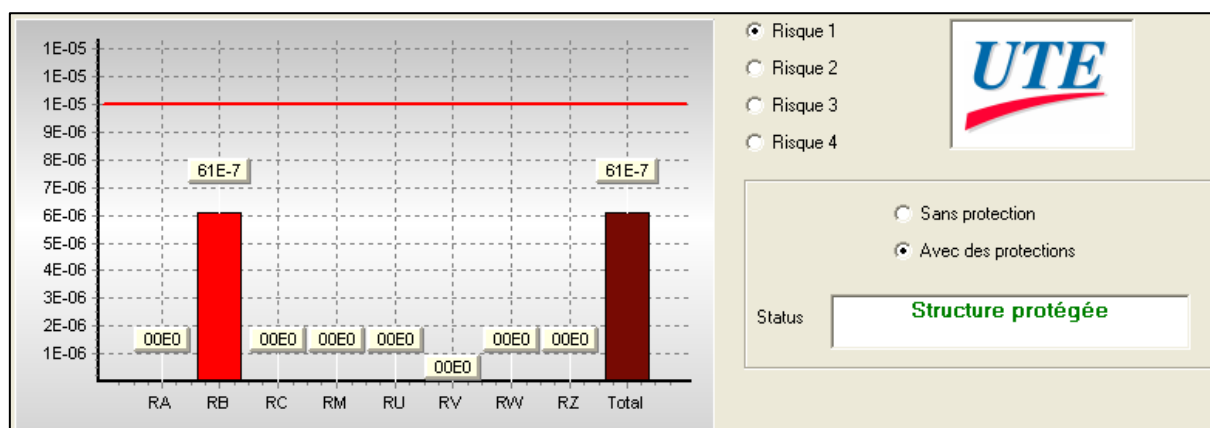 1E-05
1E-05
1E-05
9E-06
8E-06
7E-06
6E-06
5E-06
4E-06
3E-06
2E-06
1E-06
61E-7
61E-7
00E0
00E0
00E0
00E0
00E0
00E0
00E0
RA RB RC RM RU RV RW RZ Total
Risque 1
Risque 2
Risque 3
Risque 4
UTE
Sans protection
Avec des protections
Status
Structure protégée